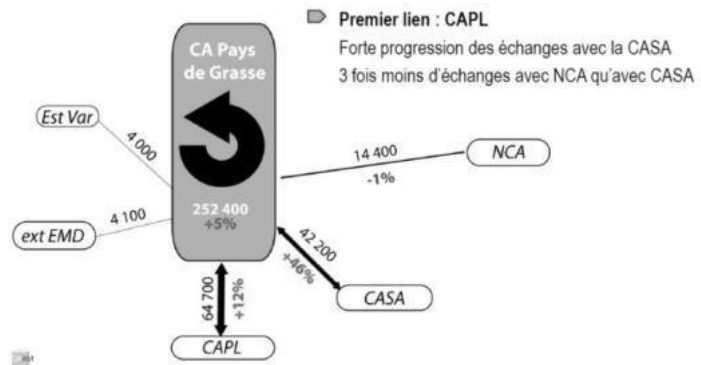 Premier lien : CAPL
Forte progression des échanges avec la CASA
3 fois moins d'échanges avec NCA qu'avec CASA
CA Pays
de Grasse
Est Var
4 000
14 400
-1%
NCA
252 400
+5%
4 100
ext EMD
42 200
+46%
CASA
64 700
+12%
CAPL